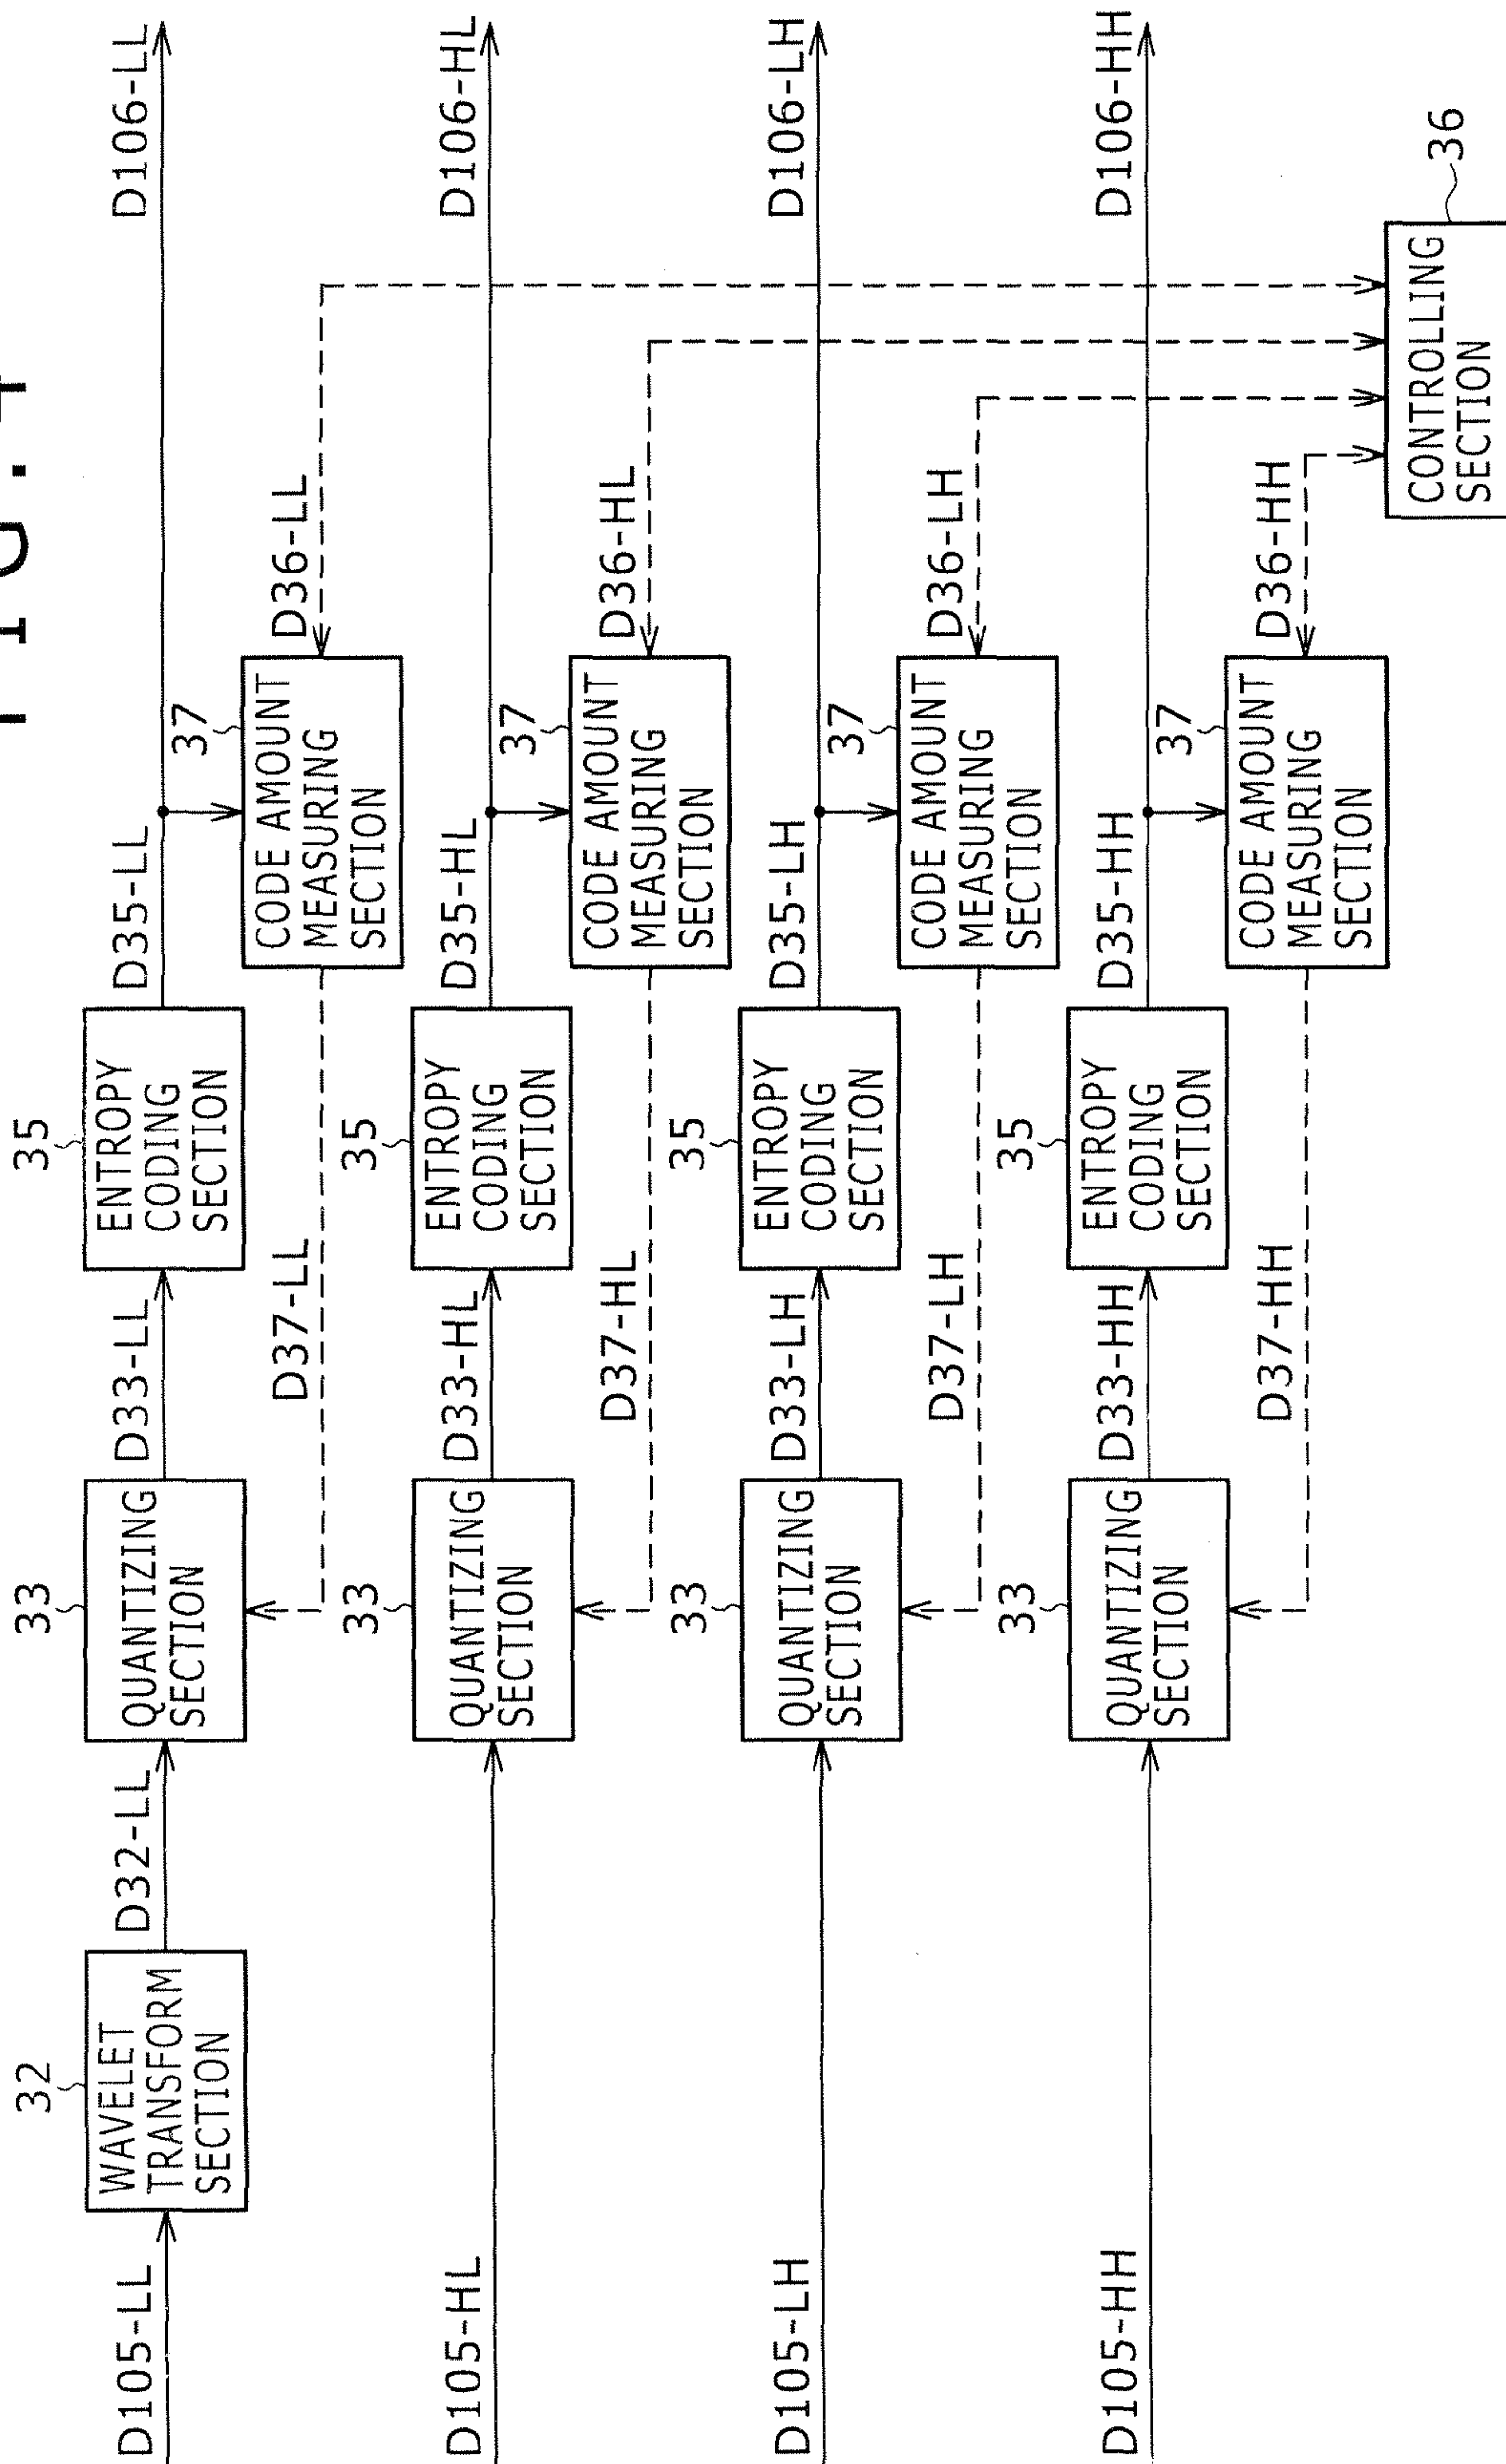 FIG. 4
D105-LL
32
WAVELET
TRANSFORM
SECTION
D32-LL
33
QUANTIZING
SECTION
D33-LL
35
ENTROPY
CODING
SECTION
D35-LL
D106-LL
D37-LL
37
CODE AMOUNT
MEASURING
SECTION
D36-LL
D105-HL
33
QUANTIZING
SECTION
D33-HL
35
ENTROPY
CODING
SECTION
D35-HL
D106-HL
D37-HL
37
CODE AMOUNT
MEASURING
SECTION
D36-HL
D105-LH
33
QUANTIZING
SECTION
D33-LH
35
ENTROPY
CODING
SECTION
D35-LH
D106-LH
D37-LH
37
CODE AMOUNT
MEASURING
SECTION
D36-LH
D105-HH
33
QUANTIZING
SECTION
D33-HH
35
ENTROPY
CODING
SECTION
D35-HH
D106-HH
D37-HH
37
CODE AMOUNT
MEASURING
SECTION
D36-HH
36
CONTROLLING
SECTION